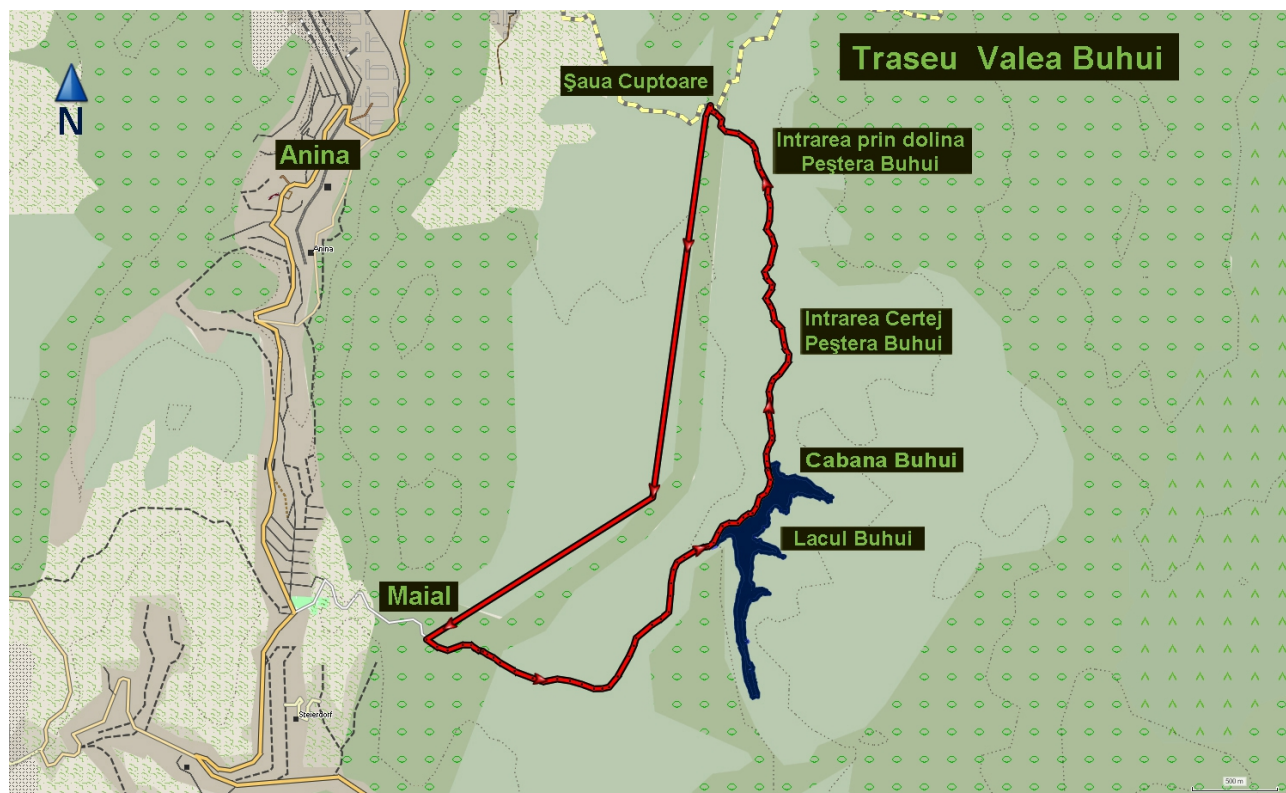 Traseu Valea Buhui
Şaua Cuptoare
N
Anina
Intrarea prin dolina
Peştera Buhui
Anina
Intrarea Certej
Peştera Buhui
Cabana Buhui
Lacul Buhui
Maial
Steierdorf
500 m